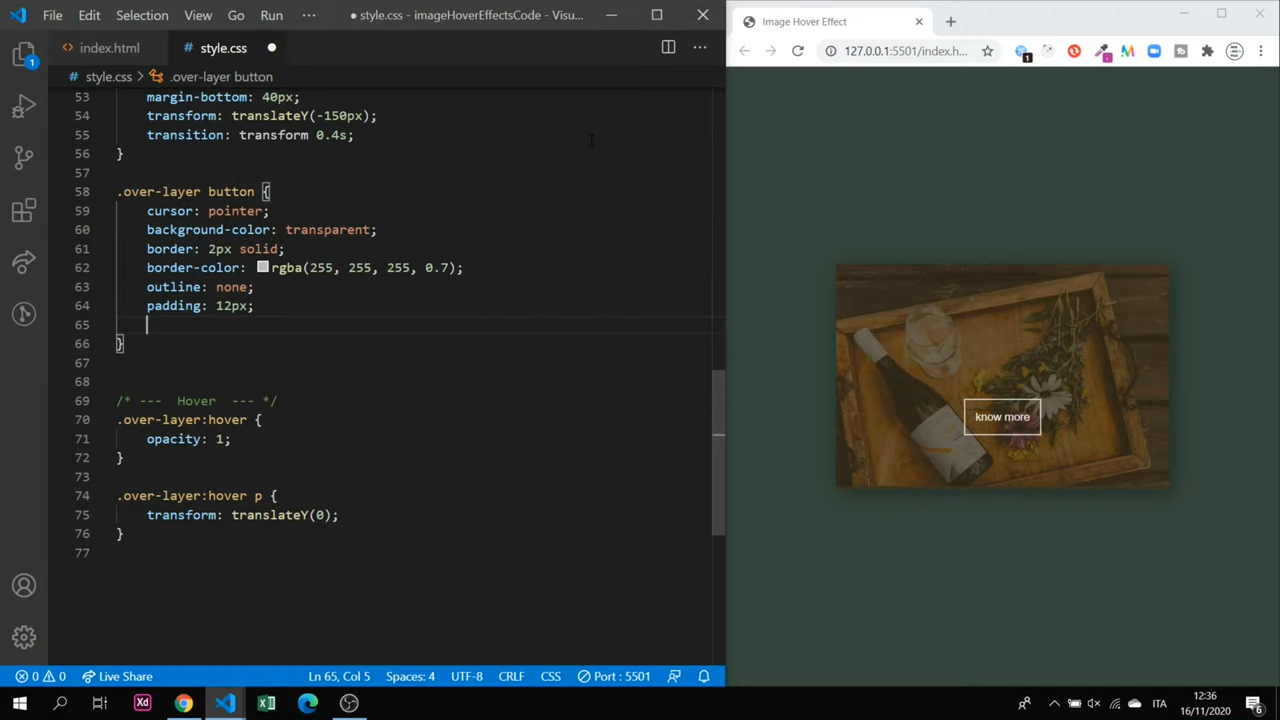 File Edit Selection View Go Run ··· ● style.css - imageHoverEffectsCode - Visu...
Image Hover Effect
index.html
style.css
127.0.0.1:5501/index.h...
style.css > .over-layer button
53 margin-bottom: 40px;
54 transform: translateY(-150px);
55 transition: transform 0.4s;
56 }
57
58 .over-layer button {
59 cursor: pointer;
60 background-color: transparent;
61 border: 2px solid;
62 border-color: rgba(255, 255, 255, 0.7);
63 outline: none;
64 padding: 12px;
65
66 }
67
68
69 /* --- Hover --- */
70 .over-layer:hover {
71 opacity: 1;
72 }
73
74 .over-layer:hover p {
75 transform: translateY(0);
76 }
77
know more
1
1
0 0 Live Share Ln 65, Col 5 Spaces: 4 UTF-8 CRLF CSS Port : 5501
Xd
ITA
12:36
16/11/2020
6